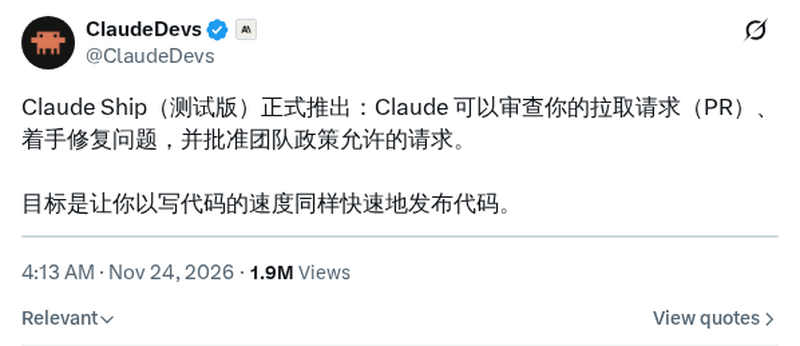 ClaudeDevs
@ClaudeDevs
Claude Ship（测试版）正式推出：Claude 可以审查你的拉取请求（PR）、
着手修复问题，并批准团队政策允许的请求。
目标是让你以写代码的速度同样快速地发布代码。
4:13 AM · Nov 24, 2026 · 1.9M Views
Relevant
View quotes